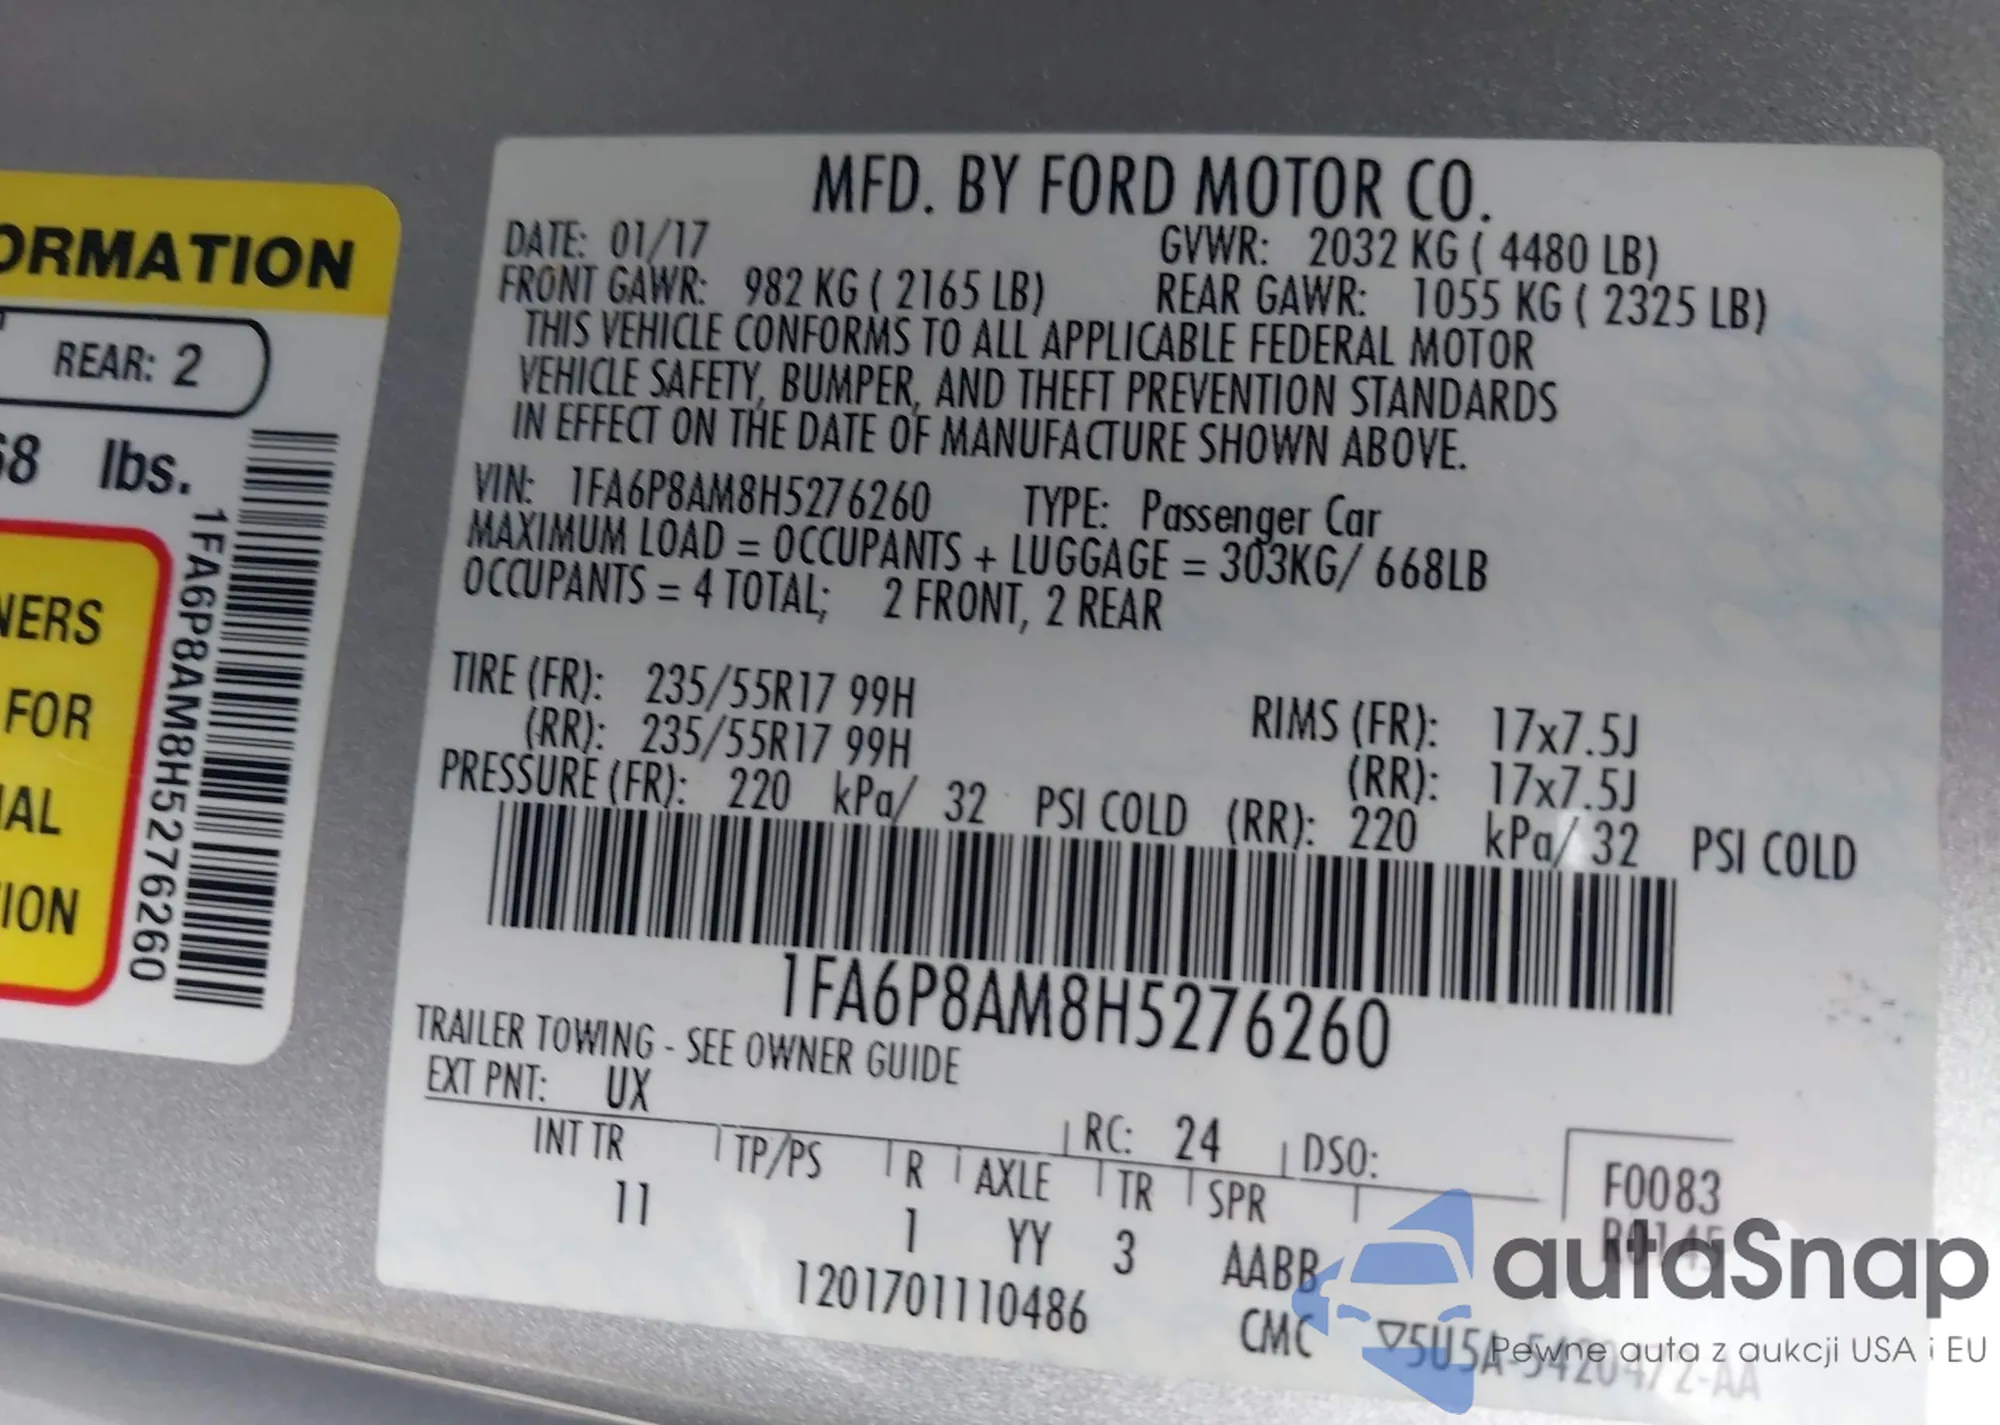 ORMATION
REAR: 2
68 lbs.
1FA6P8AM8H5276260
NERS
FOR
IAL
ION
MFD. BY FORD MOTOR CO.
DATE: 01/17 GVWR: 2032 KG ( 4480 LB)
FRONT GAWR: 982 KG ( 2165 LB) REAR GAWR: 1055 KG ( 2325 LB)
THIS VEHICLE CONFORMS TO ALL APPLICABLE FEDERAL MOTOR
VEHICLE SAFETY, BUMPER, AND THEFT PREVENTION STANDARDS
IN EFFECT ON THE DATE OF MANUFACTURE SHOWN ABOVE.
VIN: 1FA6P8AM8H5276260 TYPE: Passenger Car
MAXIMUM LOAD = OCCUPANTS + LUGGAGE = 303KG/ 668LB
OCCUPANTS = 4 TOTAL; 2 FRONT, 2 REAR
TIRE (FR): 235/55R17 99H RIMS (FR): 17x7.5J
(RR): 235/55R17 99H (RR): 17x7.5J
PRESSURE (FR): 220 kPa/ 32 PSI COLD (RR): 220 kPa/ 32 PSI COLD
1FA6P8AM8H5276260
TRAILER TOWING - SEE OWNER GUIDE
EXT PNT: UX RC: 24 DSO:
INT TR TP/PS R AXLE TR SPR F0083
11 1 YY 3 AABB R0145
1201701110486 CMC ▽5U5A-5420472-AA
autaSnap
Pewne auta z aukcji USA i EU